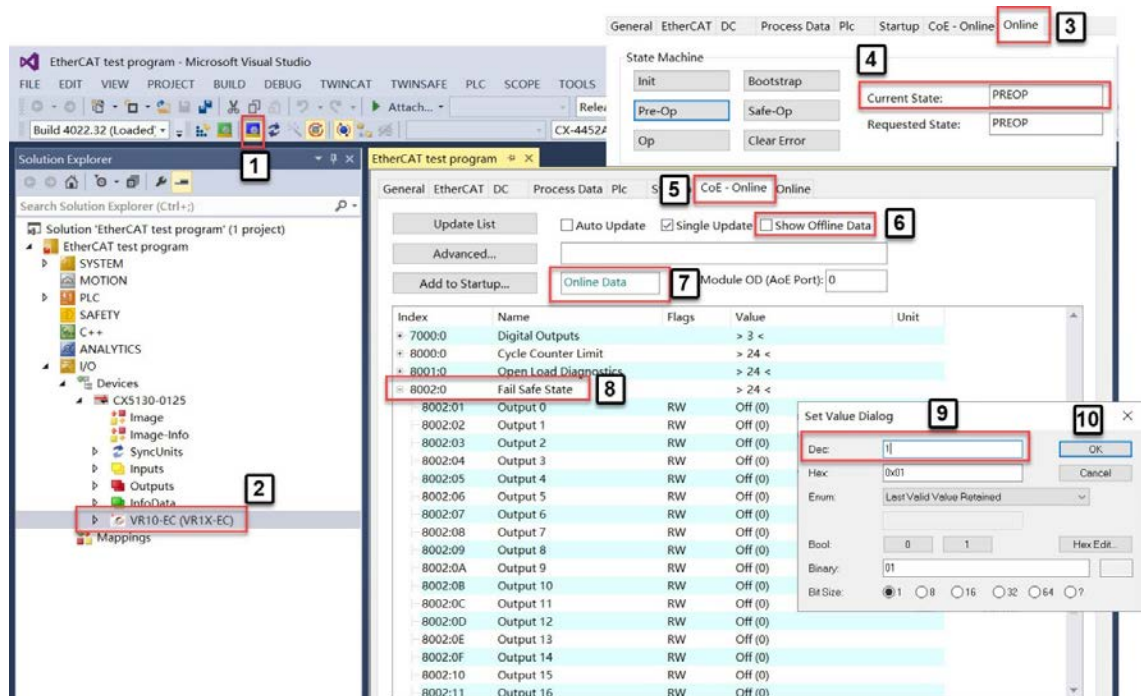 General EtherCAT DC Process Data Plc Startup CoE - Online Online
3
State Machine
Init Bootstrap
Pre-Op Safe-Op
Op Clear Error
4
Current State: PREOP
Requested State: PREOP
EtherCAT test program - Microsoft Visual Studio
FILE EDIT VIEW PROJECT BUILD DEBUG TWINCAT TWINSAFE PLC SCOPE TOOLS
Attach...
Build 4022.32 (Loaded)
1
Solution Explorer
Search Solution Explorer (Ctrl+;)
Solution 'EtherCAT test program' (1 project)
EtherCAT test program
SYSTEM
MOTION
PLC
SAFETY
C++
ANALYTICS
I/O
Devices
CX5130-0125
Image
Image-Info
SyncUnits
Inputs
Outputs
InfoData
2
VR10-EC (VR1X-EC)
Mappings
EtherCAT test program
General EtherCAT DC Process Data Plc
5
CoE - Online Online
Update List Auto Update Single Update Show Offline Data
6
Advanced...
Add to Startup... Online Data
7
Module OD (AoE Port): 0
Index Name Flags Value Unit
7000:0 Digital Outputs > 3 <
8000:0 Cycle Counter Limit > 24 <
8001:0 Open Load Diagnostics > 24 <
8002:0 Fail Safe State > 24 <
8
8002:01 Output 0 RW Off (0)
8002:02 Output 1 RW Off (0)
8002:03 Output 2 RW Off (0)
8002:04 Output 3 RW Off (0)
8002:05 Output 4 RW Off (0)
8002:06 Output 5 RW Off (0)
8002:07 Output 6 RW Off (0)
8002:08 Output 7 RW Off (0)
8002:09 Output 8 RW Off (0)
8002:0A Output 9 RW Off (0)
8002:0B Output 10 RW Off (0)
8002:0C Output 11 RW Off (0)
8002:0D Output 12 RW Off (0)
8002:0E Output 13 RW Off (0)
8002:0F Output 14 RW Off (0)
8002:10 Output 15 RW Off (0)
8002:11 Output 16 RW Off (0)
Set Value Dialog
9
10
Dec: 1 OK
Hex: 0x01 Cancel
Enum: Last Valid Value Retained
Bool: 0 1 Hex Edit...
Binary: 01
Bit Size: 1 8 16 32 64 ?